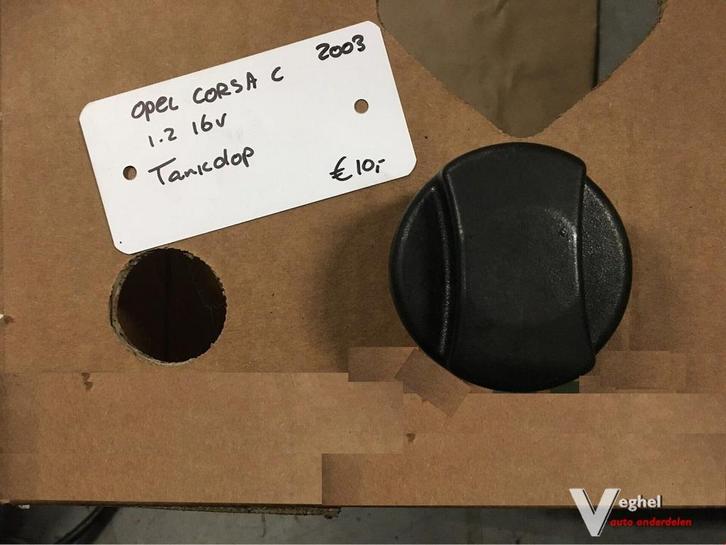 OPEL CORSA C 2003
1.2 16v
Tankdop
€10,-
Veghel
auto onderdelen